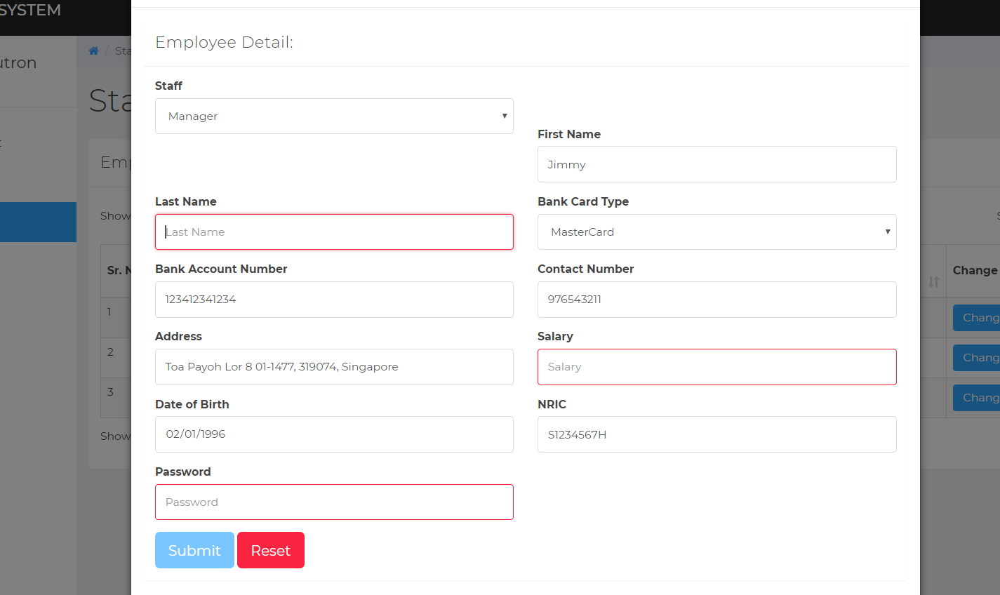 SYSTEM
utron
Sta
Sta
Emp
Show
Sr. N
1
2
3
Show
Employee Detail:
Staff
Manager
First Name
Jimmy
Last Name
Last Name
Bank Card Type
MasterCard
Bank Account Number
123412341234
Contact Number
976543211
Address
Toa Payoh Lor 8 01-1477, 319074, Singapore
Salary
Salary
Date of Birth
02/01/1996
NRIC
S1234567H
Password
Password
Submit Reset
Change
Chang
Chang
Chang